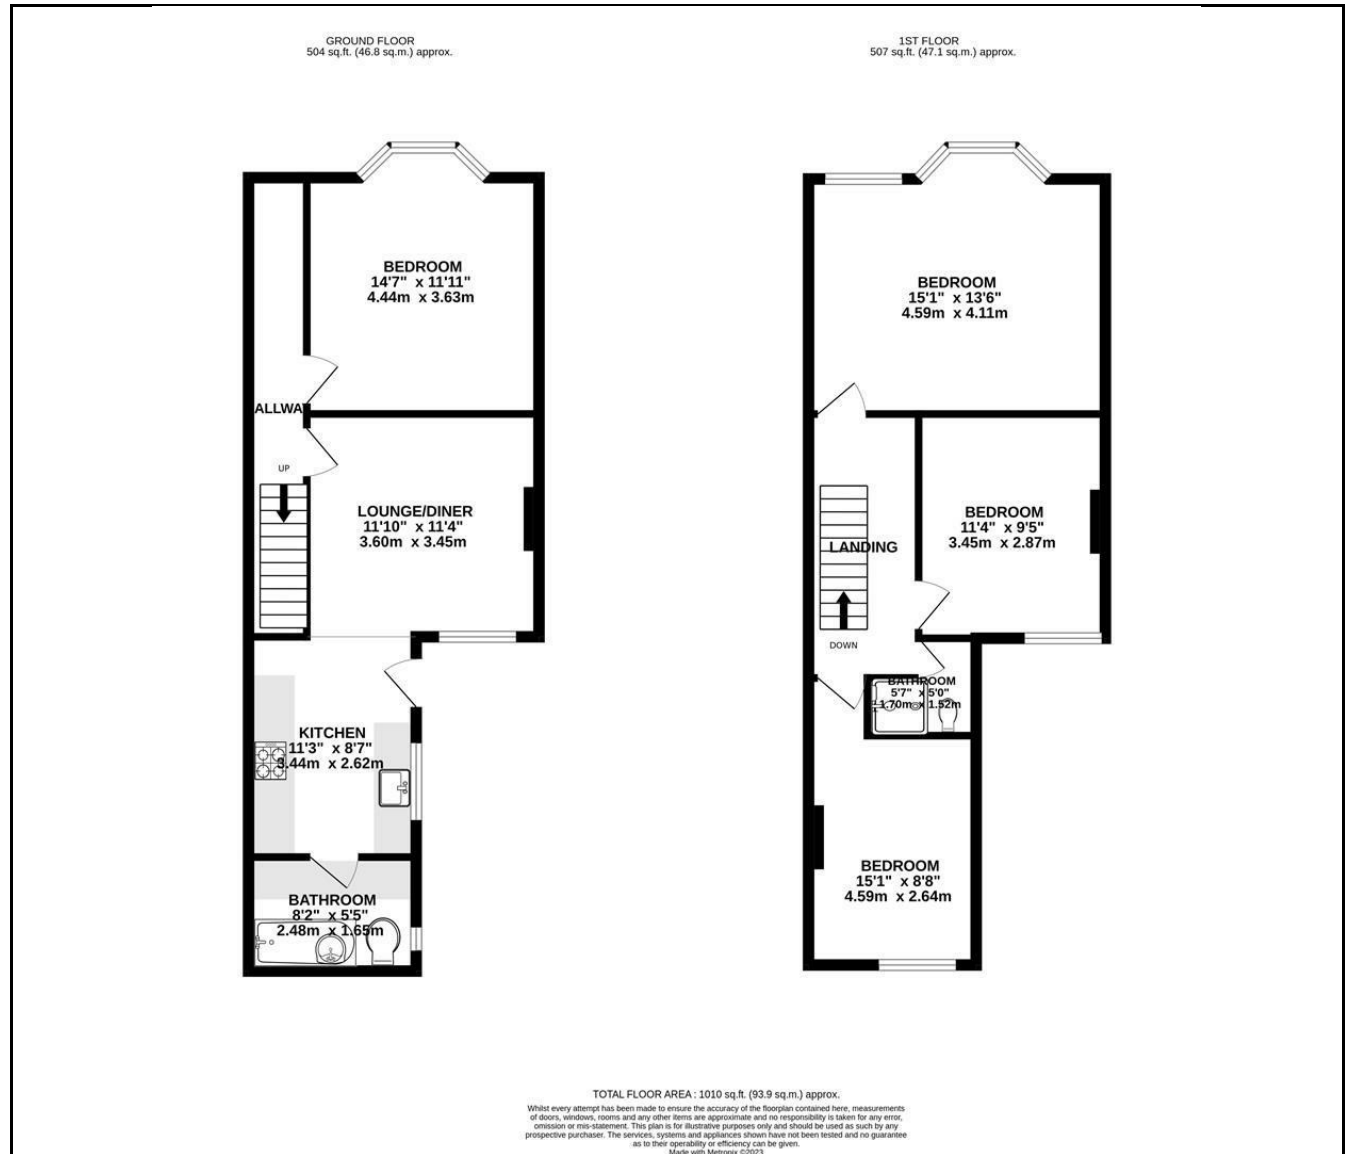 GROUND FLOOR
504 sq.ft. (46.8 sq.m.) approx.
1ST FLOOR
507 sq.ft. (47.1 sq.m.) approx.
BEDROOM
14'7" x 11'11"
4.44m x 3.63m
ALLWAY
UP
LOUNGE/DINER
11'10" x 11'4"
3.60m x 3.45m
KITCHEN
11'3" x 8'7"
3.44m x 2.62m
BATHROOM
8'2" x 5'5"
2.48m x 1.65m
BEDROOM
15'1" x 13'6"
4.59m x 4.11m
BEDROOM
11'4" x 9'5"
3.45m x 2.87m
LANDING
DOWN
BATHROOM
5'7" x 5'0"
1.70m x 1.52m
BEDROOM
15'1" x 8'8"
4.59m x 2.64m
TOTAL FLOOR AREA : 1010 sq.ft. (93.9 sq.m.) approx.
Whilst every attempt has been made to ensure the accuracy of the floorplan contained here, measurements
of doors, windows, rooms and any other items are approximate and no responsibility is taken for any error,
omission or mis-statement. This plan is for illustrative purposes only and should be used as such by any
prospective purchaser. The services, systems and appliances shown have not been tested and no guarantee
as to their operability or efficiency can be given.
Made with Metropix ©2023